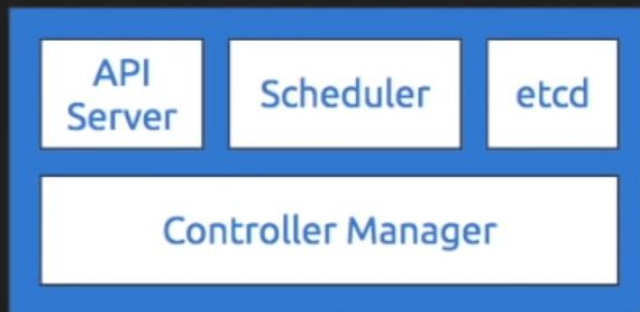 API
Server
Scheduler
etcd
Controller Manager